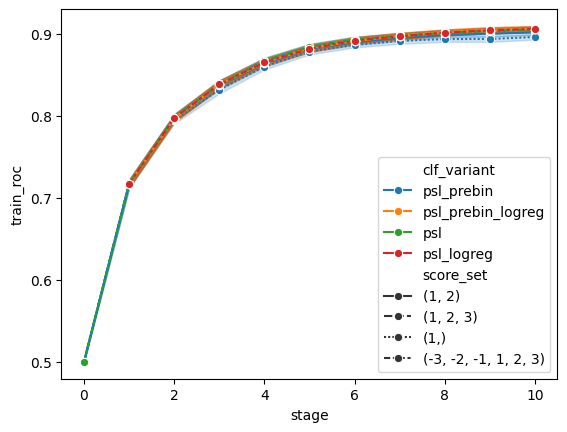 0.9
0.8
0.7
0.6
0.5
train_roc
0 2 4 6 8 10
stage
clf_variant
psl_prebin
psl_prebin_logreg
psl
psl_logreg
score_set
(1, 2)
(1, 2, 3)
(1,)
(-3, -2, -1, 1, 2, 3)